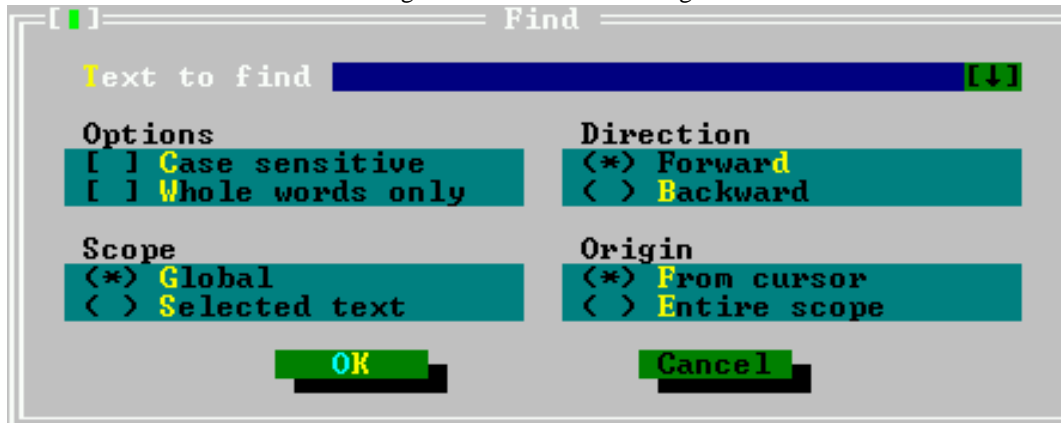 [▮] Find
Text to find [↓]
Options
[ ] Case sensitive
[ ] Whole words only
Direction
(*) Forward
( ) Backward
Scope
(*) Global
( ) Selected text
Origin
(*) From cursor
( ) Entire scope
OK Cancel